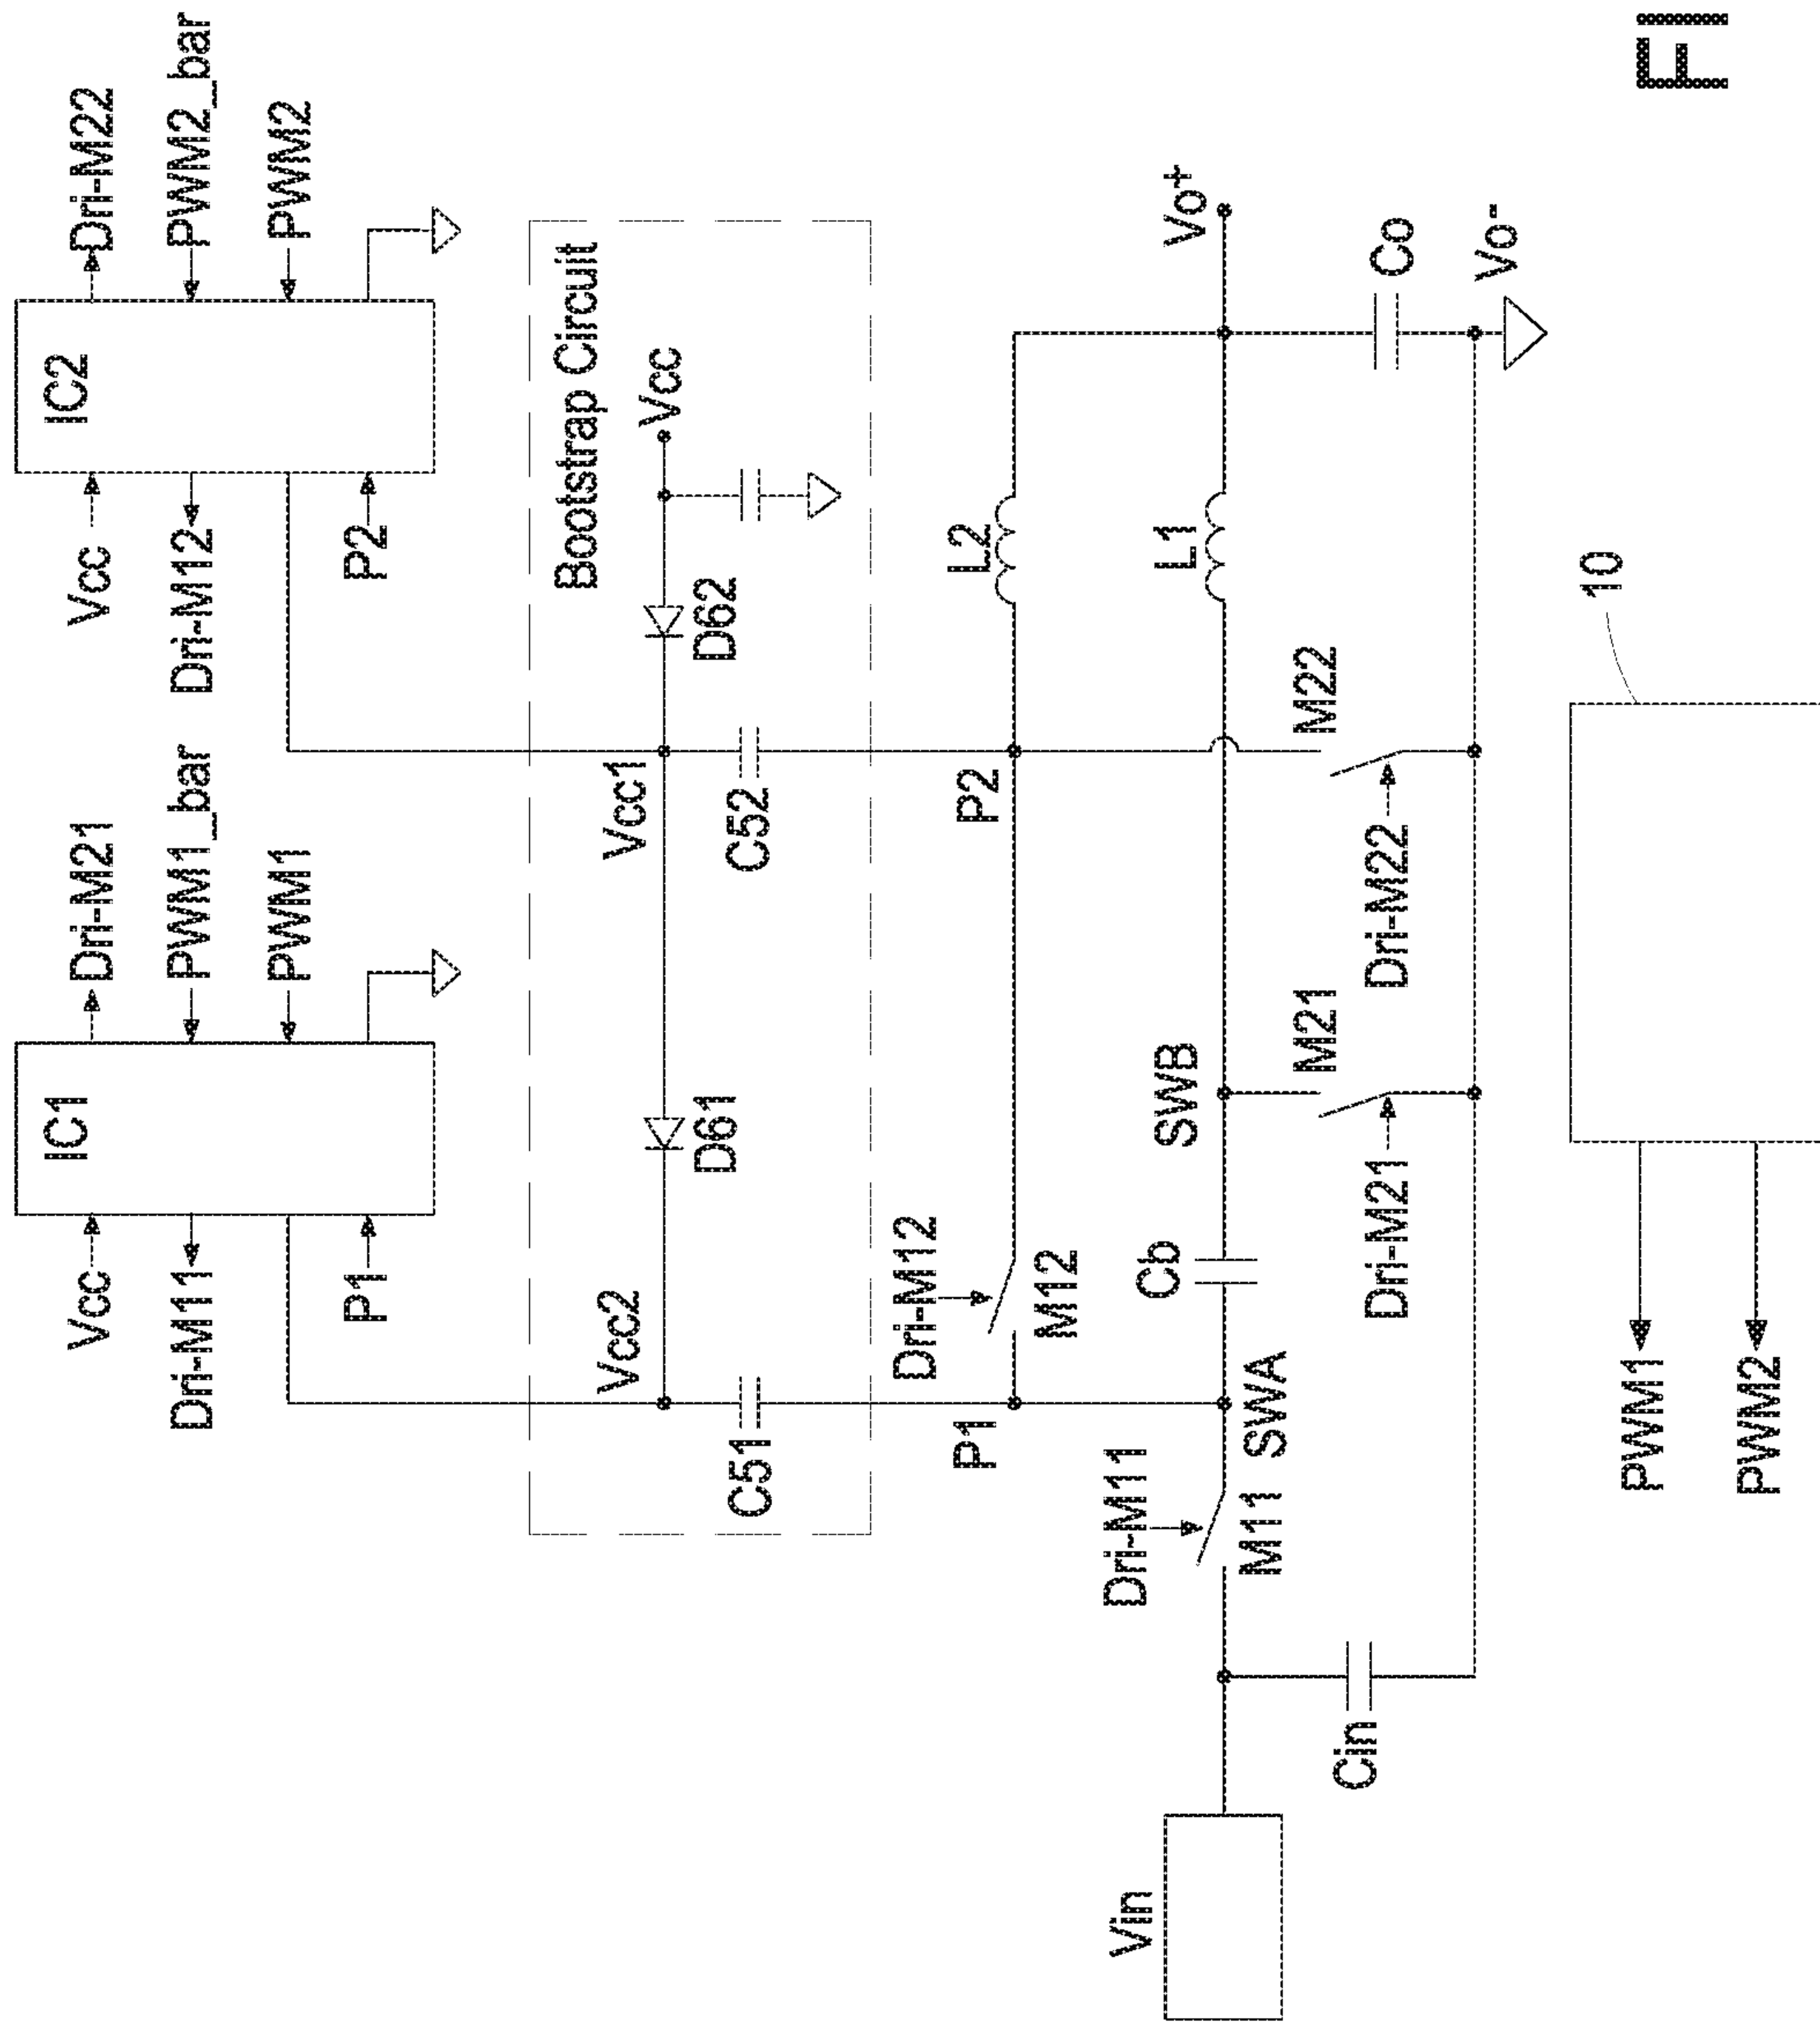 IC1
Vcc
Dri-M11
P1
Dri-M21
PWM1_bar
PWM1
IC2
Vcc
Dri-M12
P2
Dri-M22
PWM2_bar
PWM2
Bootstrap Circuit
Vcc2
Vcc1
Vcc
D61
D62
C51
C52
Dri-M12
P1
M12
P2
L2
Dri-M11
Cb
SWB
L1
Vo+
Vin
M11
SWA
M21
M22
Cin
Dri-M21
Dri-M22
Co
Vo-
10
PWM1
PWM2
FI